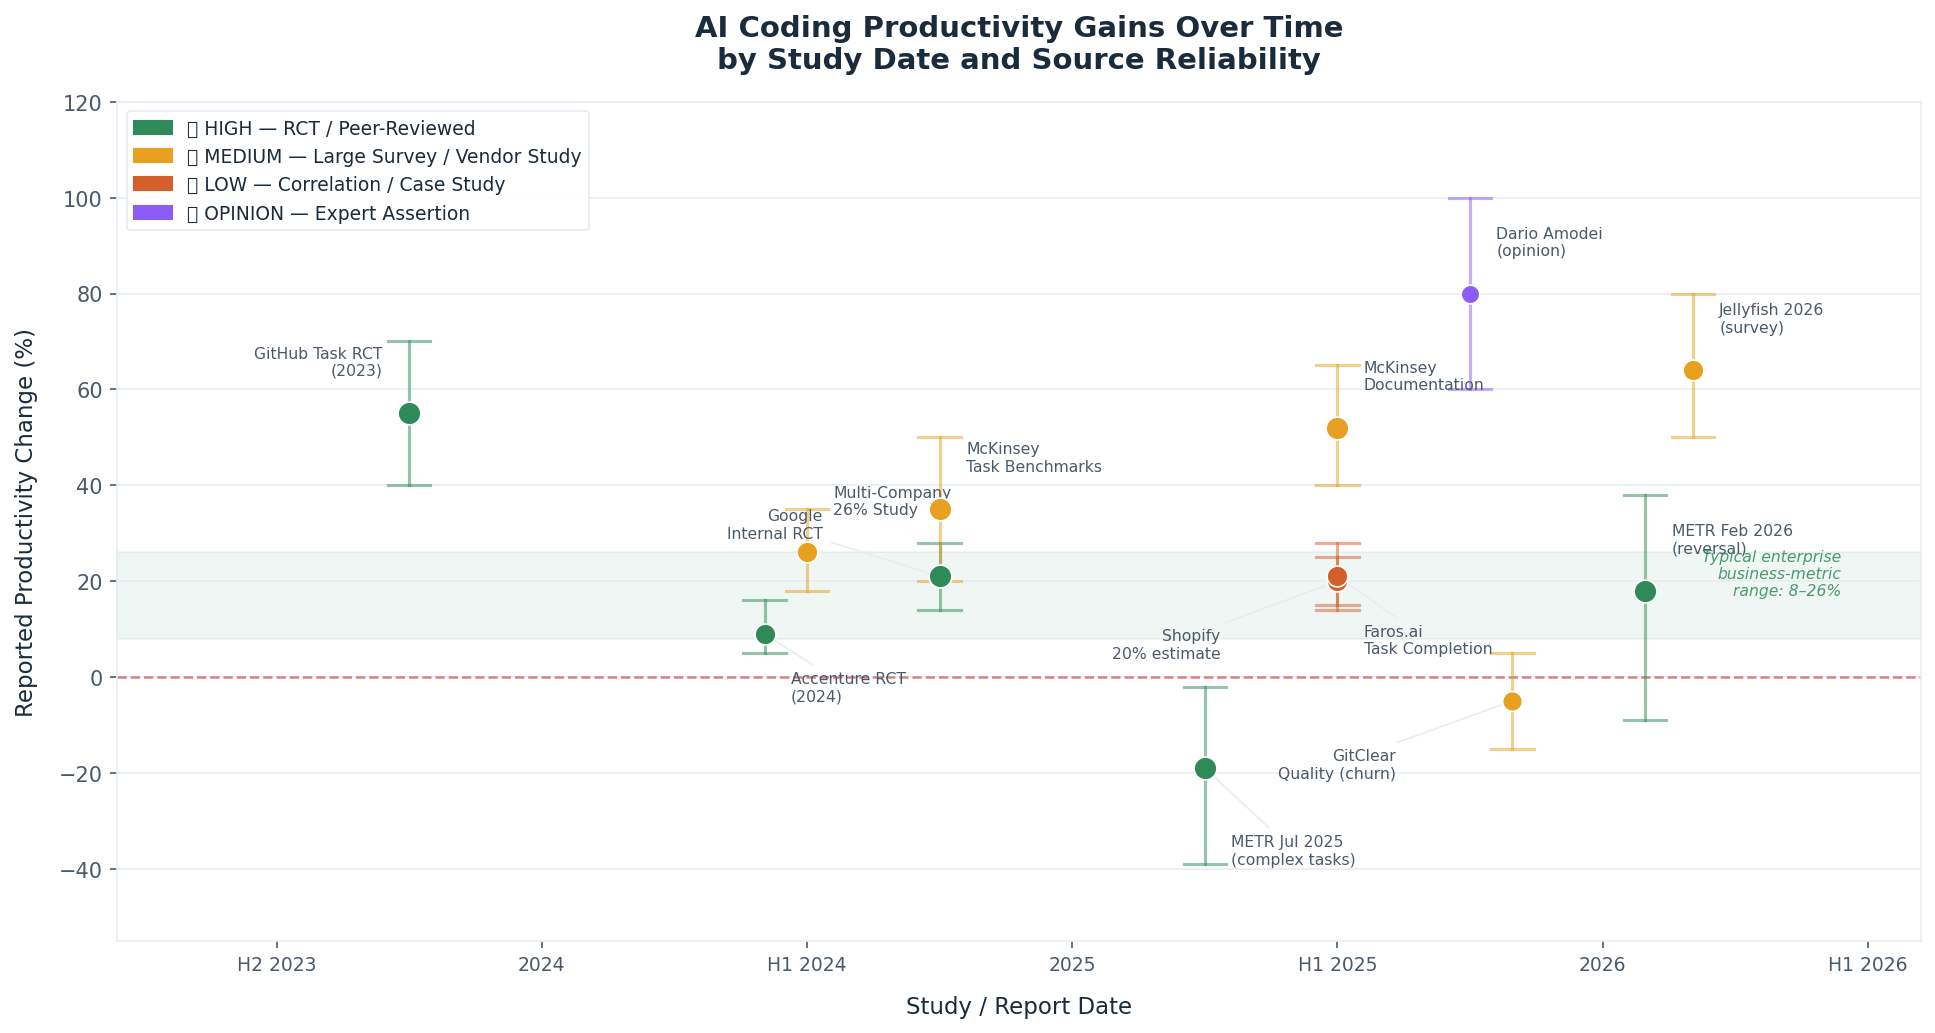 AI Coding Productivity Gains Over Time
by Study Date and Source Reliability
120
100
80
60
40
20
0
−20
−40
Reported Productivity Change (%)
HIGH — RCT / Peer-Reviewed
MEDIUM — Large Survey / Vendor Study
LOW — Correlation / Case Study
OPINION — Expert Assertion
GitHub Task RCT
(2023)
Accenture RCT
(2024)
Google
Internal RCT
Multi-Company
26% Study
McKinsey
Task Benchmarks
METR Jul 2025
(complex tasks)
Shopify
20% estimate
McKinsey
Documentation
Faros.ai
Task Completion
Dario Amodei
(opinion)
GitClear
Quality (churn)
METR Feb 2026
(reversal)
Jellyfish 2026
(survey)
Typical enterprise
business-metric
range: 8–26%
H2 2023
2024
H1 2024
2025
H1 2025
2026
H1 2026
Study / Report Date